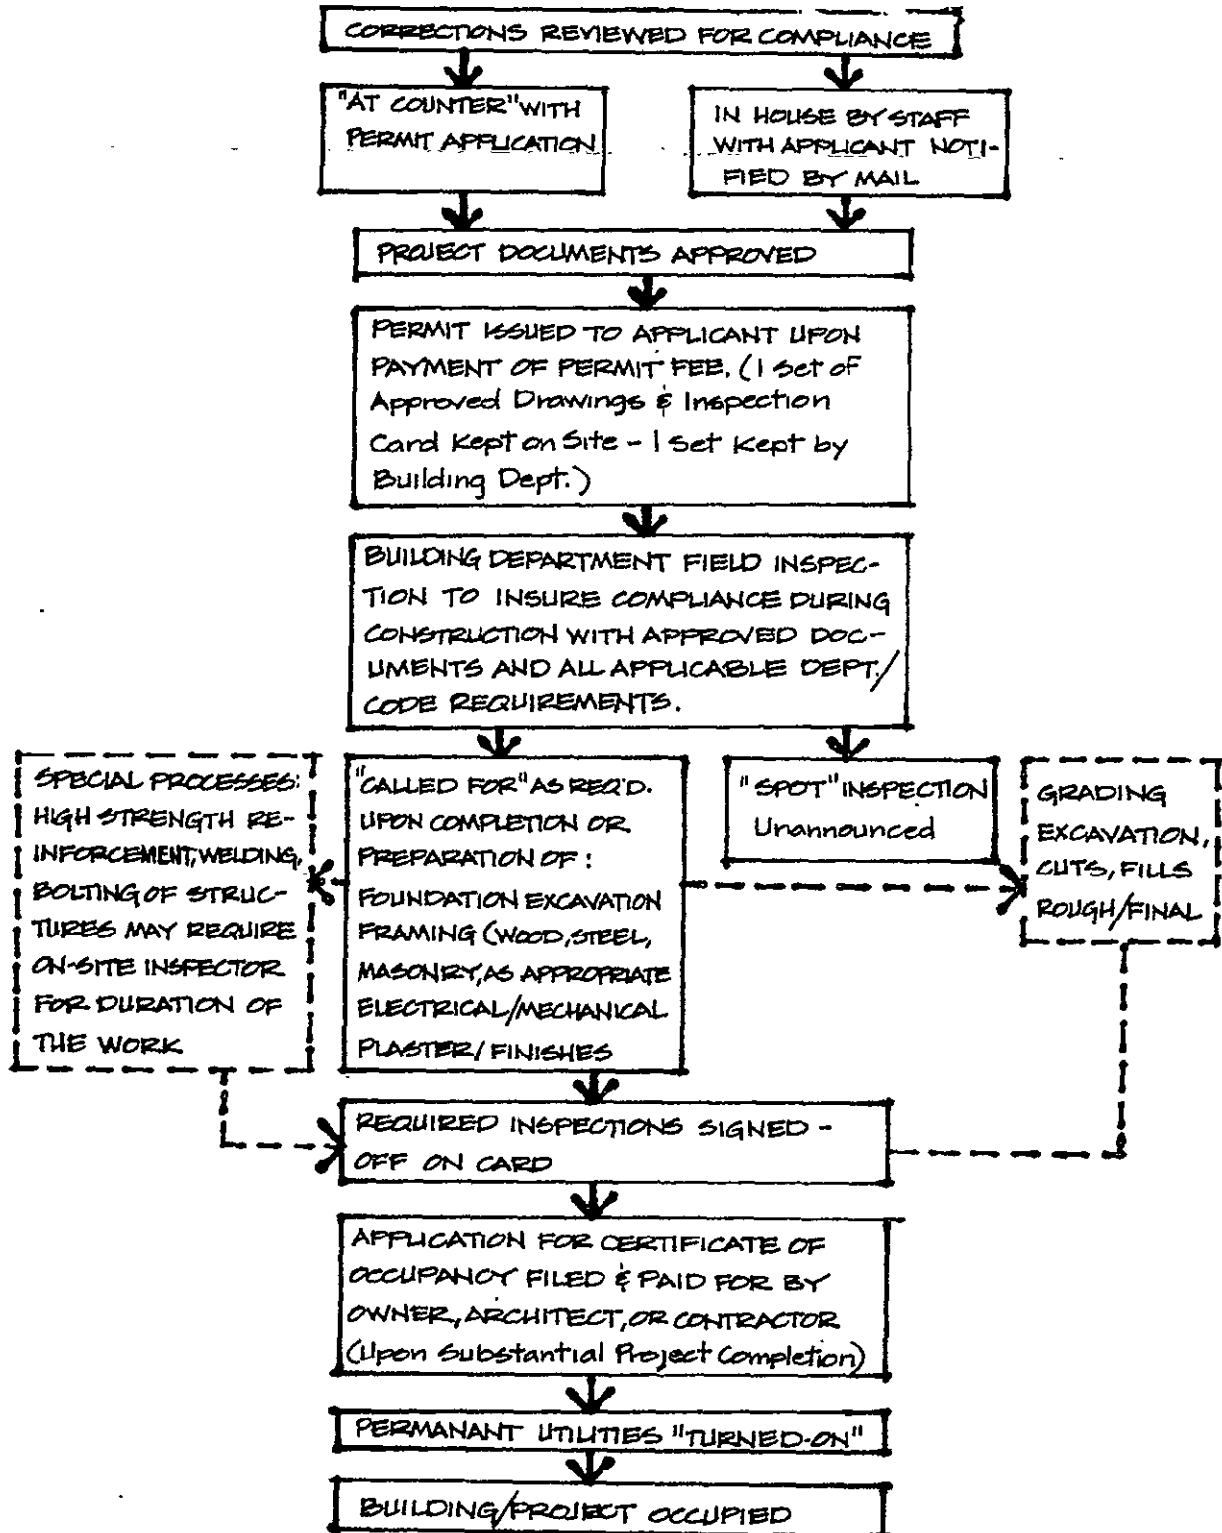 CORRECTIONS REVIEWED FOR COMPLIANCE
"AT COUNTER" WITH
PERMIT APPLICATION
IN HOUSE BY STAFF
WITH APPLICANT NOTI-
FIED BY MAIL
PROJECT DOCUMENTS APPROVED
PERMIT ISSUED TO APPLICANT UPON
PAYMENT OF PERMIT FEE. (1 Set of
Approved Drawings & Inspection
Card Kept on Site - 1 Set Kept by
Building Dept.)
BUILDING DEPARTMENT FIELD INSPEC-
TION TO INSURE COMPLIANCE DURING
CONSTRUCTION WITH APPROVED DOC-
UMENTS AND ALL APPLICABLE DEPT./
CODE REQUIREMENTS.
SPECIAL PROCESSES:
HIGH STRENGTH RE-
INFORCEMENT, WELDING,
BOLTING OF STRUC-
TURES MAY REQUIRE
ON-SITE INSPECTOR
FOR DURATION OF
THE WORK
"CALLED FOR" AS REQ'D.
UPON COMPLETION OR
PREPARATION OF:
FOUNDATION EXCAVATION
FRAMING (WOOD, STEEL,
MASONRY, AS APPROPRIATE
ELECTRICAL/MECHANICAL
PLASTER/FINISHES
"SPOT" INSPECTION
Unannounced
GRADING
EXCAVATION,
CUTS, FILLS
ROUGH/FINAL
REQUIRED INSPECTIONS SIGNED-
OFF ON CARD
APPLICATION FOR CERTIFICATE OF
OCCUPANCY FILED & PAID FOR BY
OWNER, ARCHITECT, OR CONTRACTOR
(Upon Substantial Project Completion)
PERMANANT UTILITIES "TURNED-ON"
BUILDING/PROJECT OCCUPIED